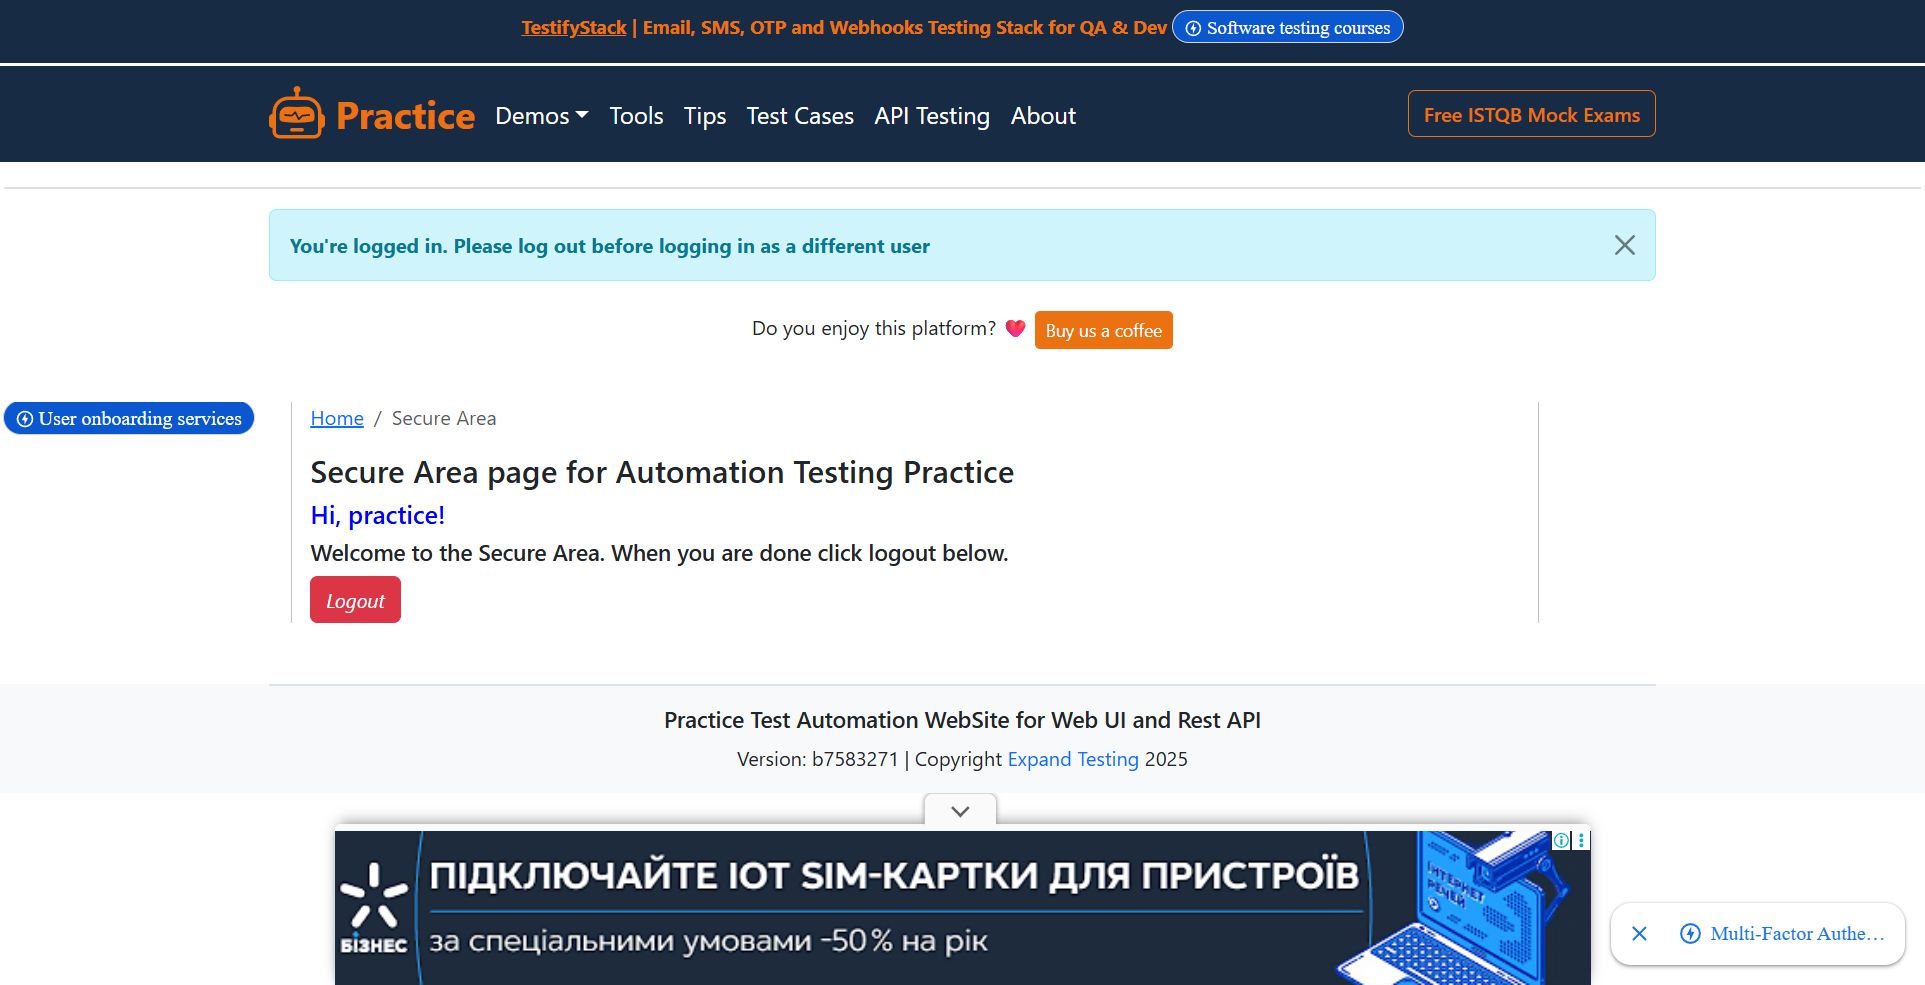 TestifyStack | Email, SMS, OTP and Webhooks Testing Stack for QA & Dev Software testing courses
Practice Demos Tools Tips Test Cases API Testing About Free ISTQB Mock Exams
You're logged in. Please log out before logging in as a different user
Do you enjoy this platform? Buy us a coffee
User onboarding services
Home / Secure Area
Secure Area page for Automation Testing Practice
Hi, practice!
Welcome to the Secure Area. When you are done click logout below.
Logout
Practice Test Automation WebSite for Web UI and Rest API
Version: b7583271 | Copyright Expand Testing 2025
ПІДКЛЮЧАЙТЕ IOT SIM-КАРТКИ ДЛЯ ПРИСТРОЇВ
за спеціальними умовами -50% на рік
БІЗНЕС
ІНТЕРНЕТ
РЕЧЕЙ
Multi-Factor Authe...